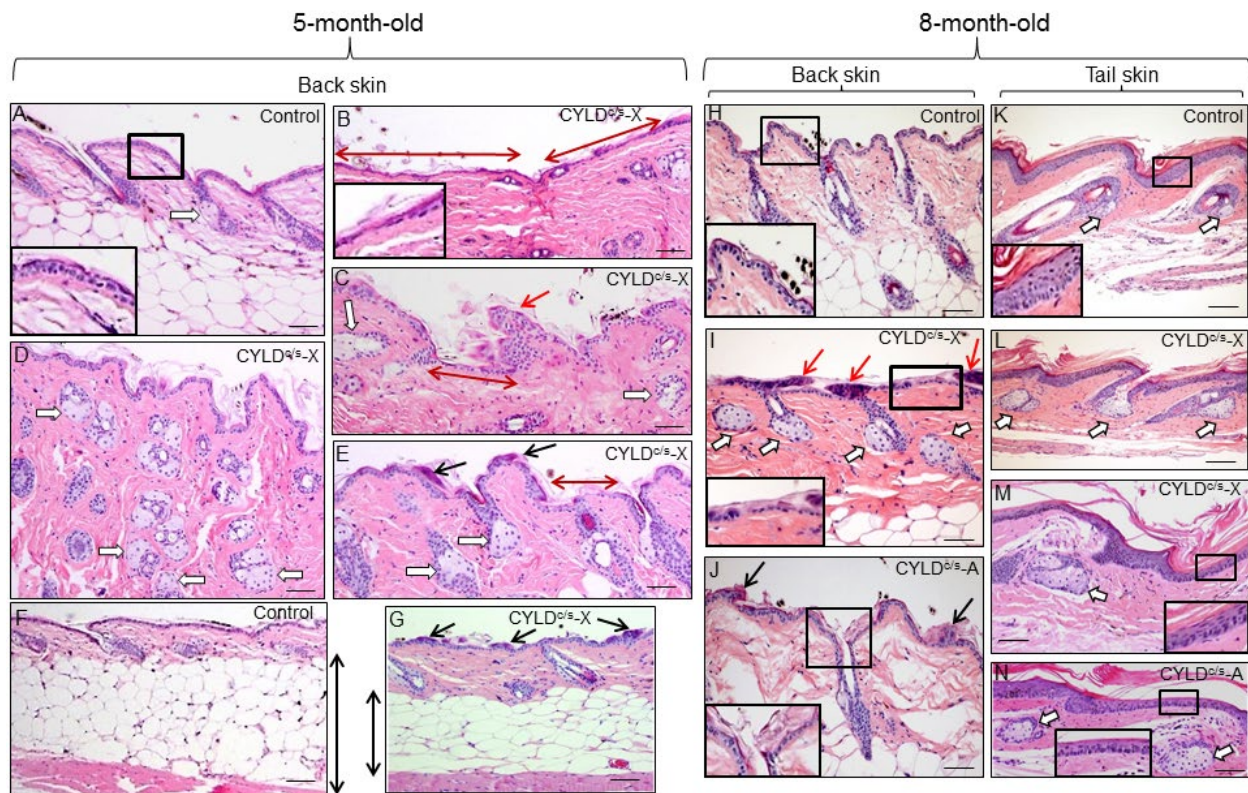 5-month-old
8-month-old
Back skin
Back skin
Tail skin
A
Control
B
CYLDc/s-X
C
CYLDc/s-X
D
CYLDc/s-X
E
CYLDc/s-X
F
Control
G
CYLDc/s-X
H
Control
I
CYLDc/s-X
J
CYLDc/s-A
K
Control
L
CYLDc/s-X
M
CYLDc/s-X
N
CYLDc/s-A